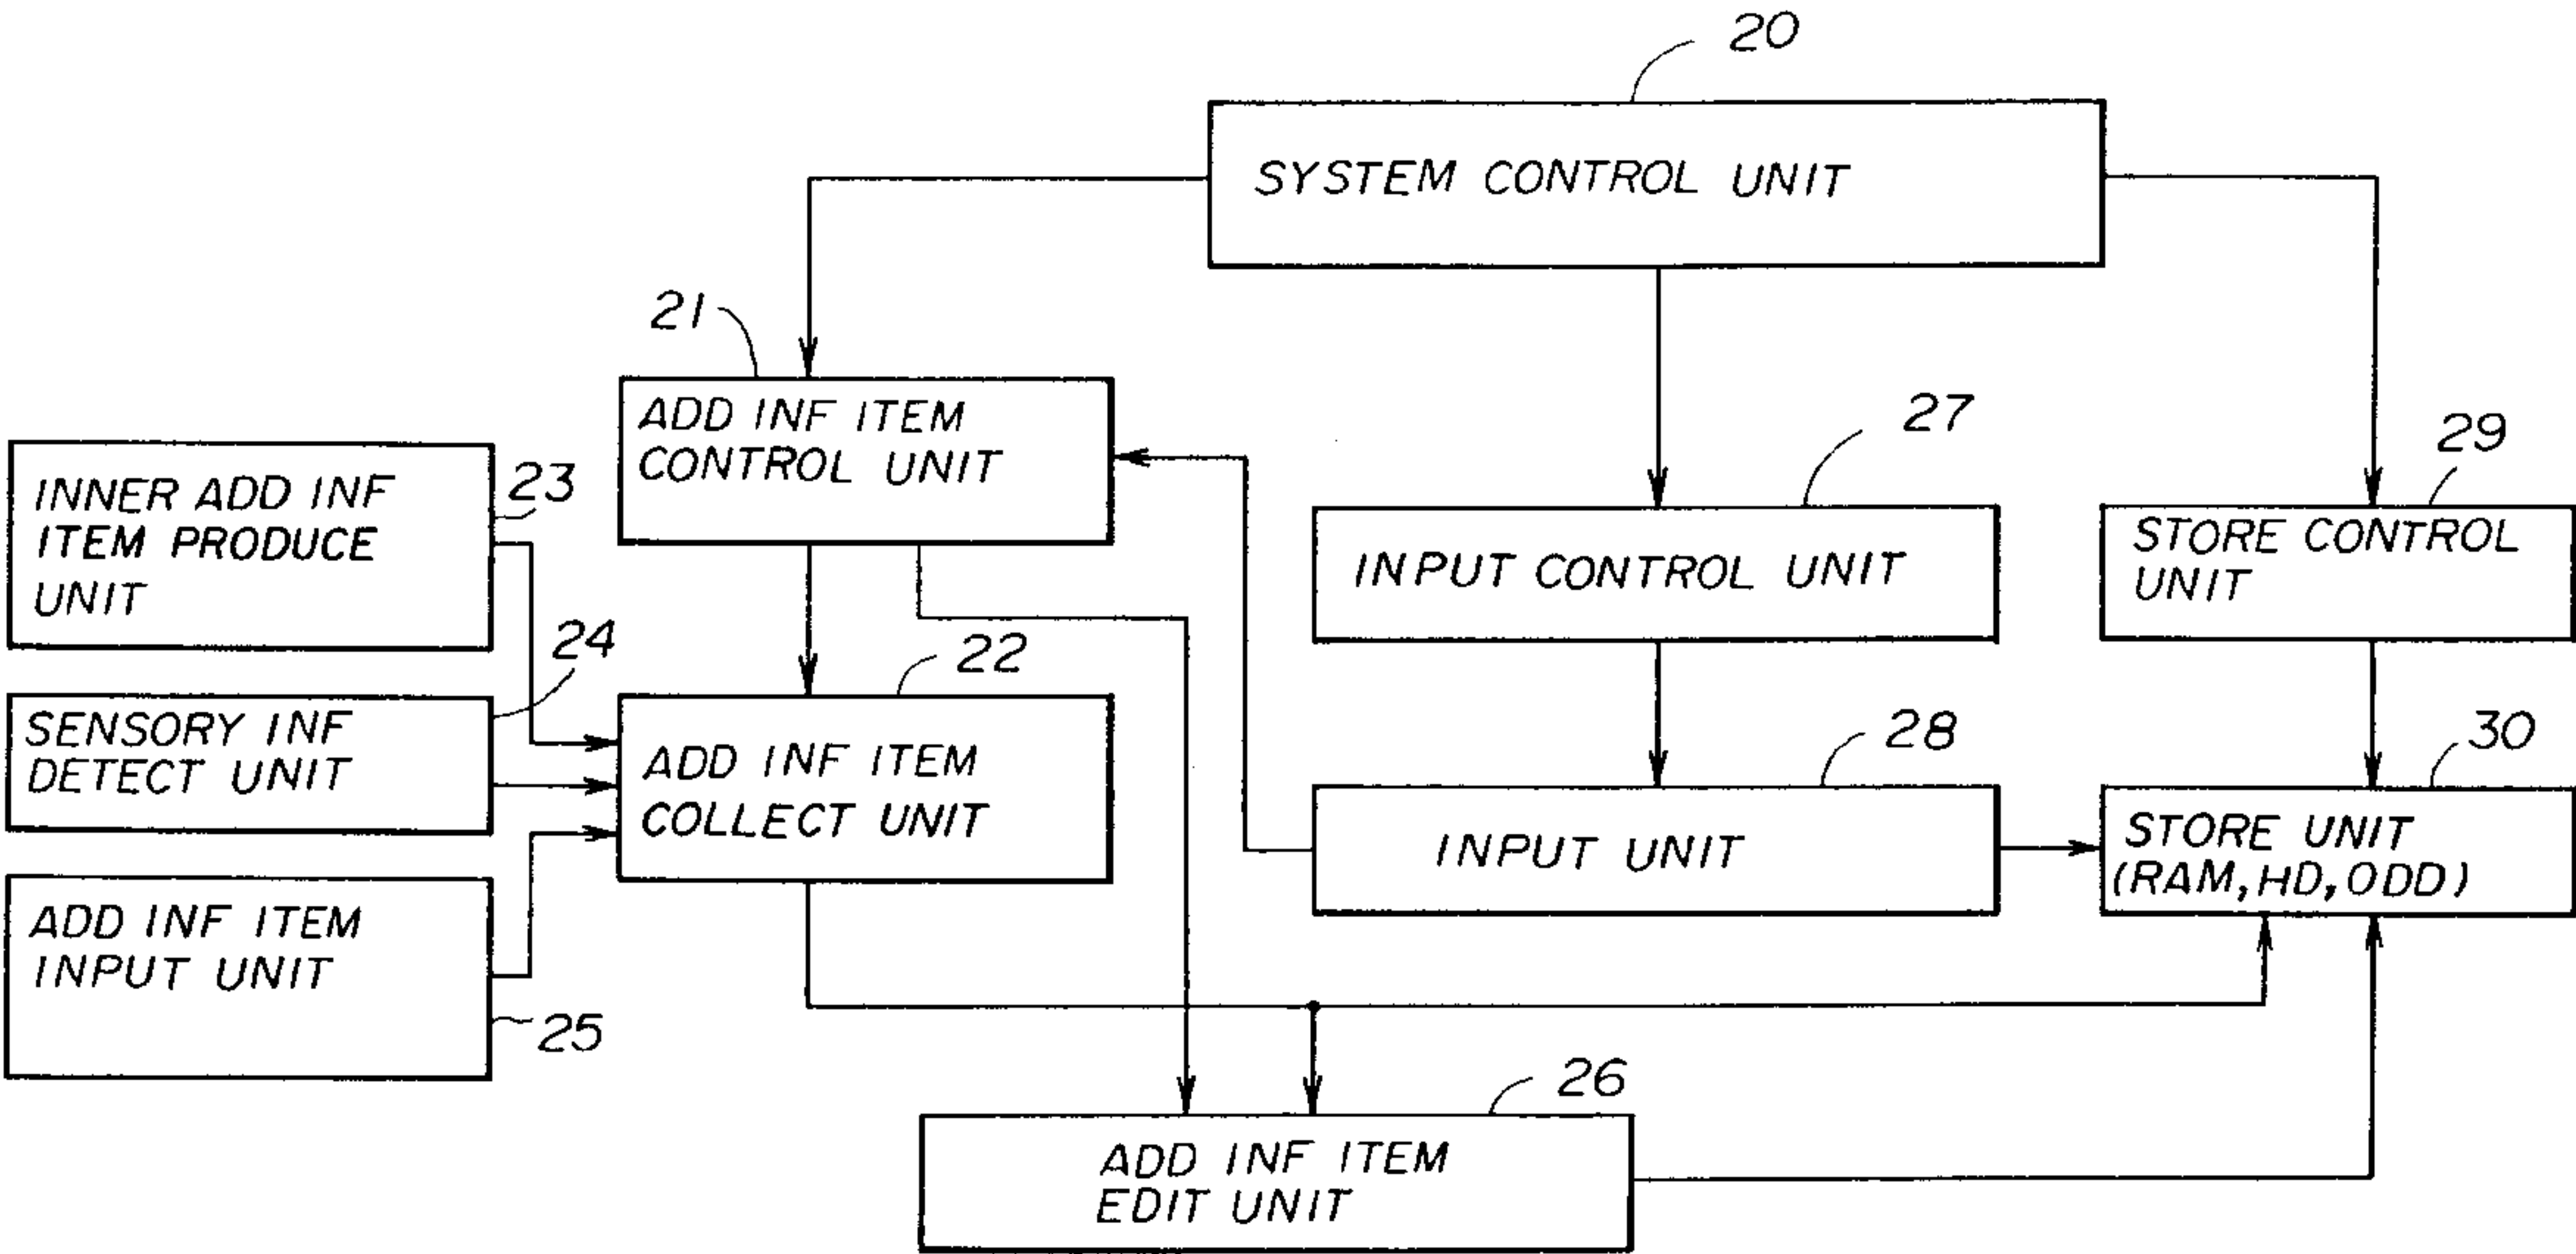 20
SYSTEM CONTROL UNIT
21
ADD INF ITEM
CONTROL UNIT
27
29
INNER ADD INF
ITEM PRODUCE
UNIT
23
INPUT CONTROL UNIT
STORE CONTROL
UNIT
24
22
SENSORY INF
DETECT UNIT
ADD INF ITEM
COLLECT UNIT
28
30
INPUT UNIT
STORE UNIT
(RAM,HD,ODD)
ADD INF ITEM
INPUT UNIT
25
26
ADD INF ITEM
EDIT UNIT